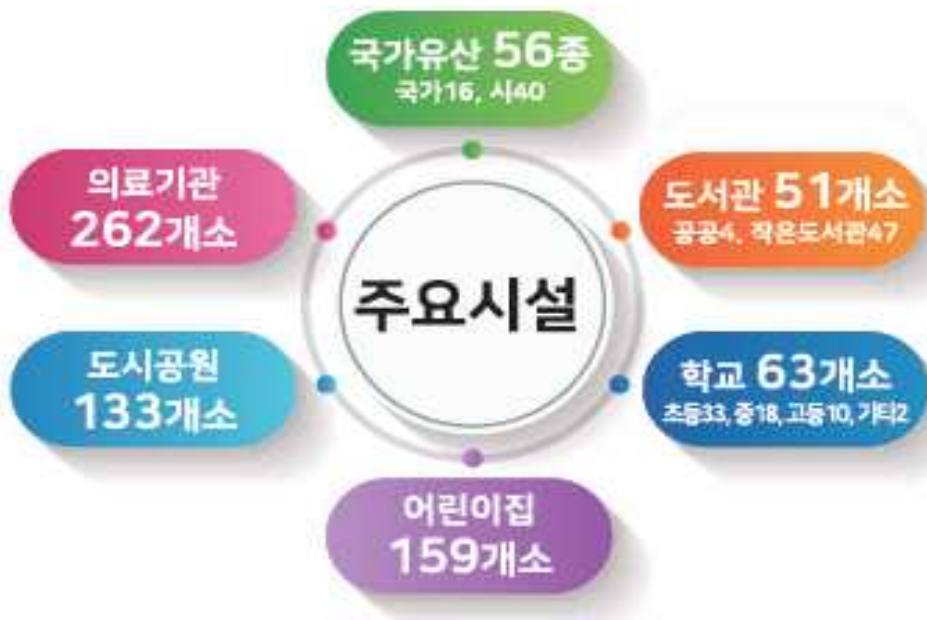 국가유산 56종
국가16, 시40
의료기관
262개소
도서관 51개소
공공4, 작은도서관47
주요시설
도시공원
133개소
학교 63개소
초등33, 중18, 고등10, 기타2
어린이집
159개소